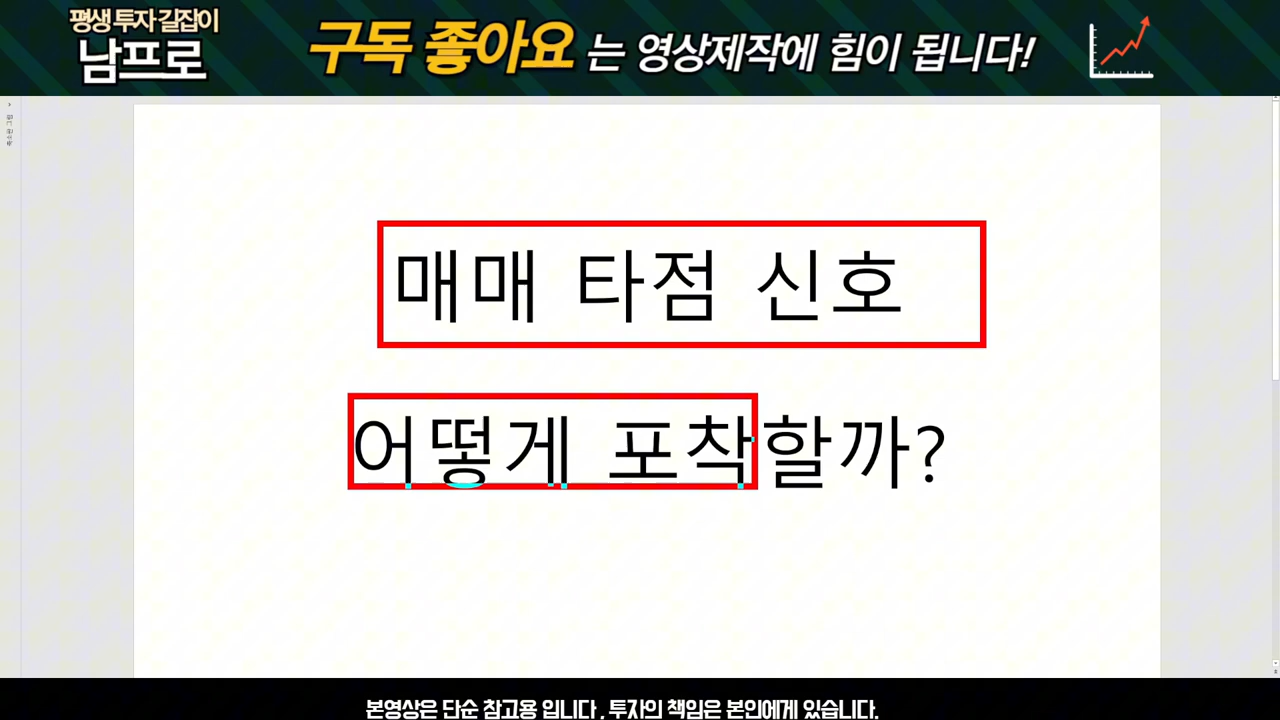 평생 투자 길잡이
남프로
구독 좋아요 는 영상제작에 힘이 됩니다!
매매 타점 신호
어떻게 포착할까?
본영상은 단순 참고용 입니다 , 투자의 책임은 본인에게 있습니다.